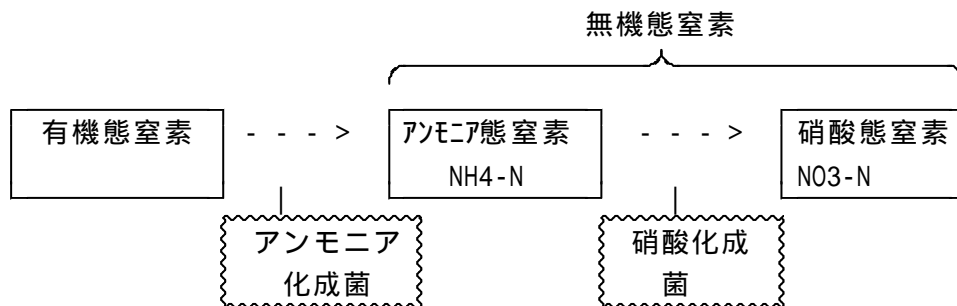 無機態窒素
有機態窒素 - - - > アンモニア態窒素 - - - > 硝酸態窒素
NH4-N NO3-N
アンモニア 硝酸化成
化成菌 菌